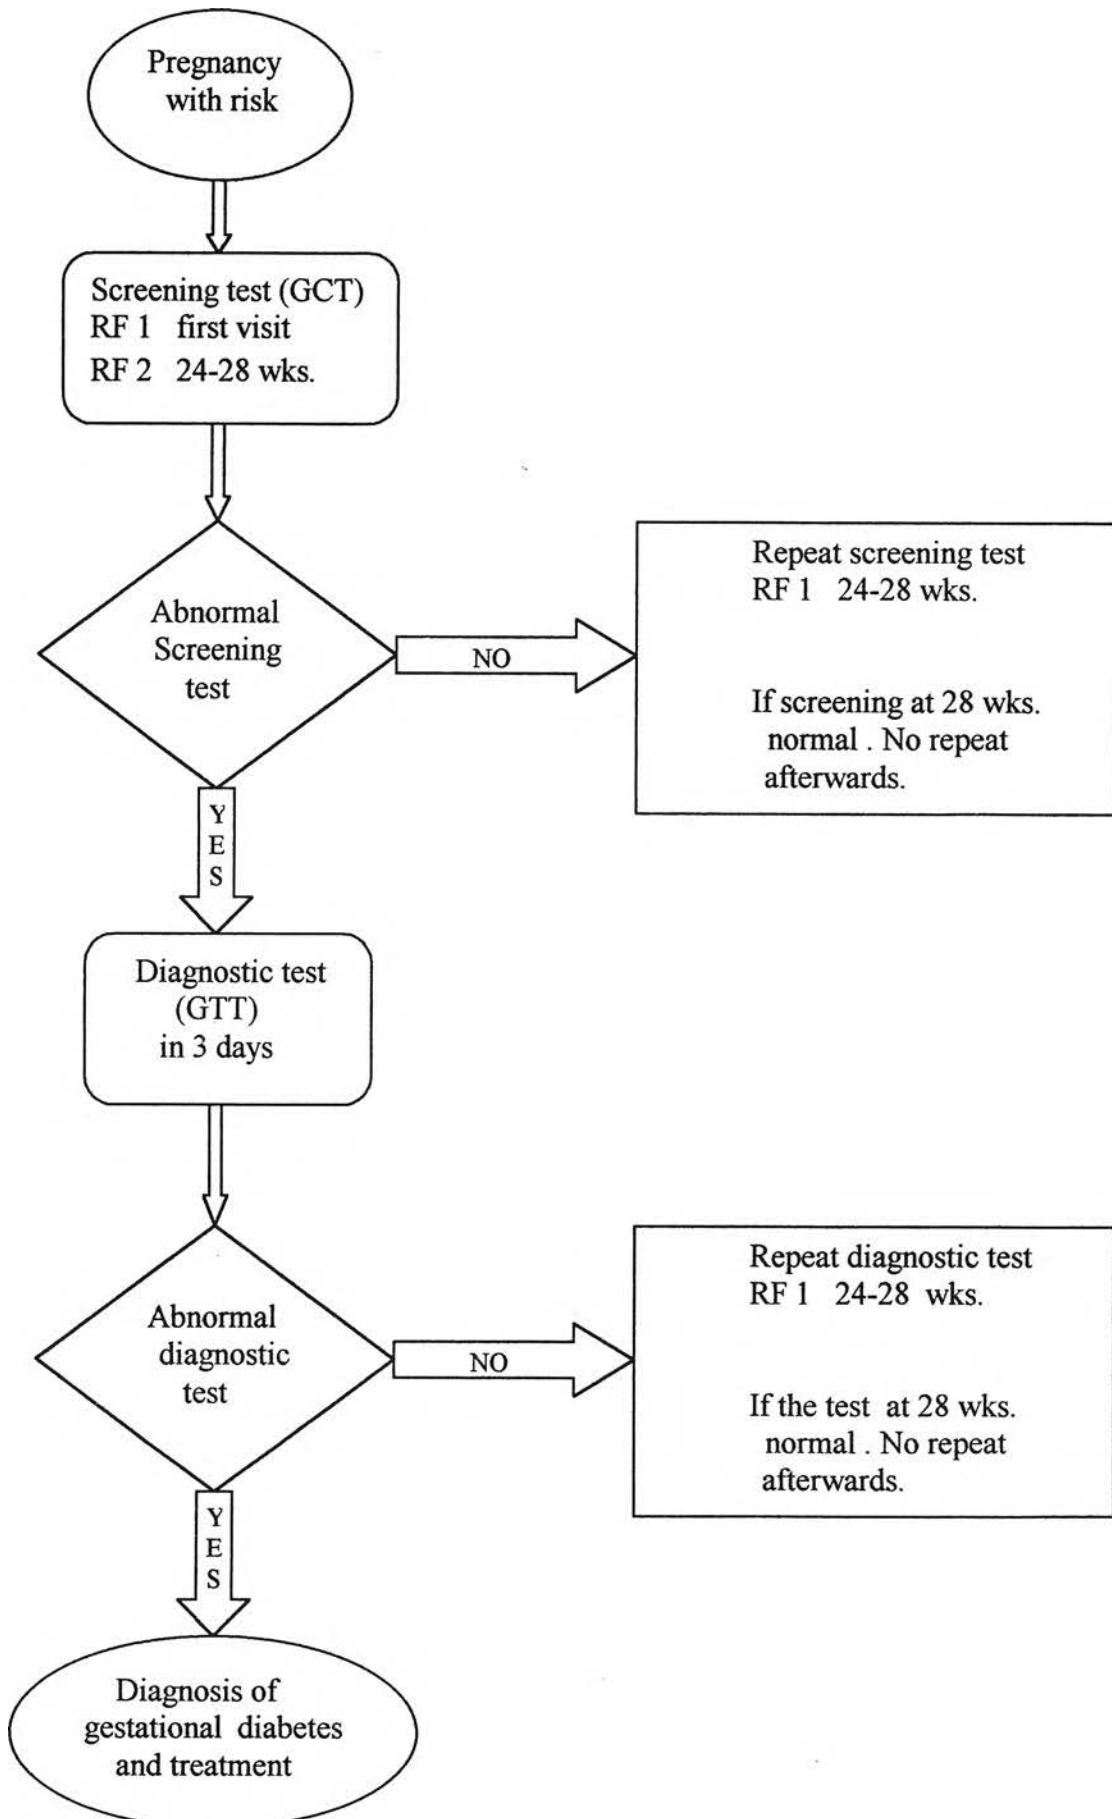 Pregnancy
with risk
Screening test (GCT)
RF 1 first visit
RF 2 24-28 wks.
Abnormal
Screening
test
NO
Repeat screening test
RF 1 24-28 wks.
If screening at 28 wks.
normal . No repeat
afterwards.
YES
Diagnostic test
(GTT)
in 3 days
Abnormal
diagnostic
test
NO
Repeat diagnostic test
RF 1 24-28 wks.
If the test at 28 wks.
normal . No repeat
afterwards.
YES
Diagnosis of
gestational diabetes
and treatment